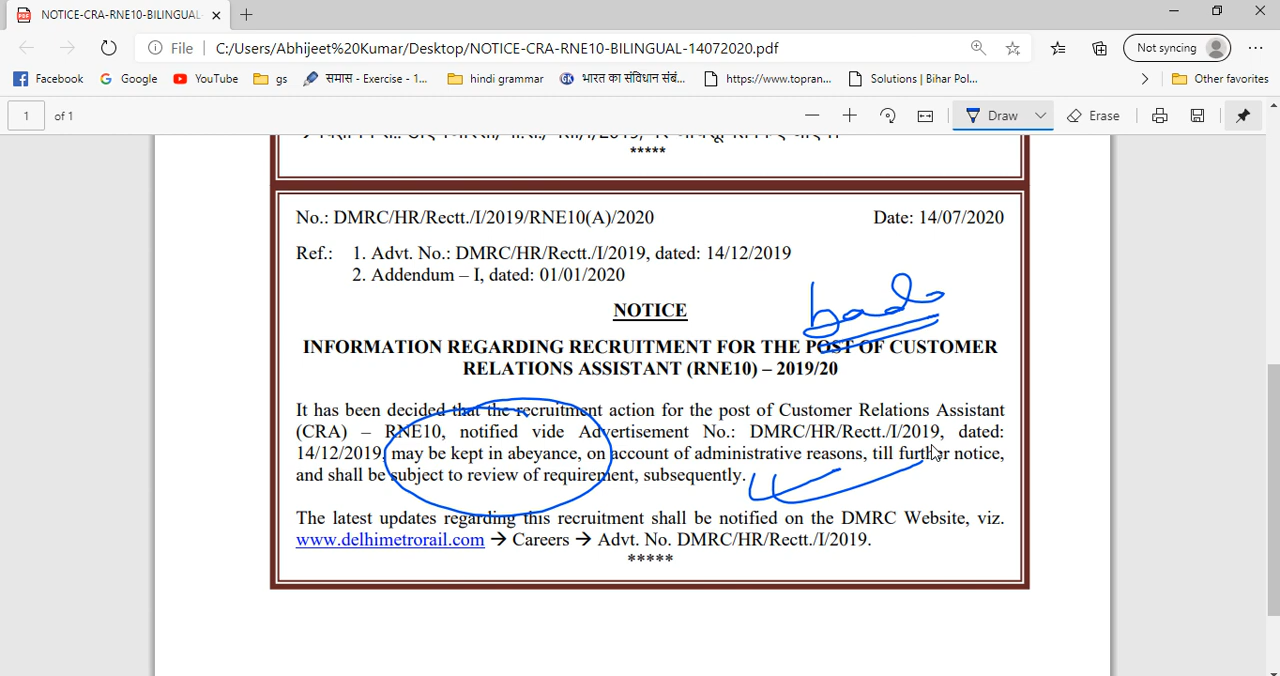 NOTICE-CRA-RNE10-BILINGUAL-
Not syncing
File C:/Users/Abhijeet%20Kumar/Desktop/NOTICE-CRA-RNE10-BILINGUAL-14072020.pdf
Facebook Google YouTube gs समास - Exercise - 1... hindi grammar भारत का संविधान संबं... https://www.topran... Solutions | Bihar Pol... Other favorites
1 of 1 Draw Erase
*****
No.: DMRC/HR/Rectt./I/2019/RNE10(A)/2020 Date: 14/07/2020
Ref.: 1. Advt. No.: DMRC/HR/Rectt./I/2019, dated: 14/12/2019
2. Addendum – I, dated: 01/01/2020
NOTICE
INFORMATION REGARDING RECRUITMENT FOR THE POST OF CUSTOMER
RELATIONS ASSISTANT (RNE10) – 2019/20
It has been decided that the recruitment action for the post of Customer Relations Assistant
(CRA) – RNE10, notified vide Advertisement No.: DMRC/HR/Rectt./I/2019, dated:
14/12/2019, may be kept in abeyance, on account of administrative reasons, till further notice,
and shall be subject to review of requirement, subsequently.
The latest updates regarding this recruitment shall be notified on the DMRC Website, viz.
www.delhimetrorail.com → Careers → Advt. No. DMRC/HR/Rectt./I/2019.
*****